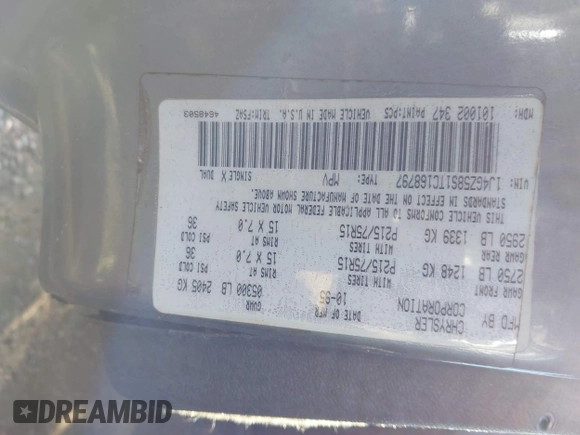 MFD BY CHRYSLER CORPORATION
DATE OF MFR 10-95
GVWR 05300 LB 2405 KG
GAWR FRONT 2750 LB 1248 KG
WITH TIRES P215/75R15
RIMS AT 15 X 7.0
PSI COLD 36
GAWR REAR 2950 LB 1339 KG
WITH TIRES P215/75R15
RIMS AT 15 X 7.0
PSI COLD 36
THIS VEHICLE CONFORMS TO ALL APPLICABLE FEDERAL MOTOR VEHICLE SAFETY
STANDARDS IN EFFECT ON THE DATE OF MANUFACTURE SHOWN ABOVE.
VIN: 1J4GZ58S1TC168797 TYPE: MPV SINGLE X DUAL
MDH: 101002 347 PAINT:PCS VEHICLE MADE IN U.S.A. TRIM:F5AZ 4648503
DREAMBID